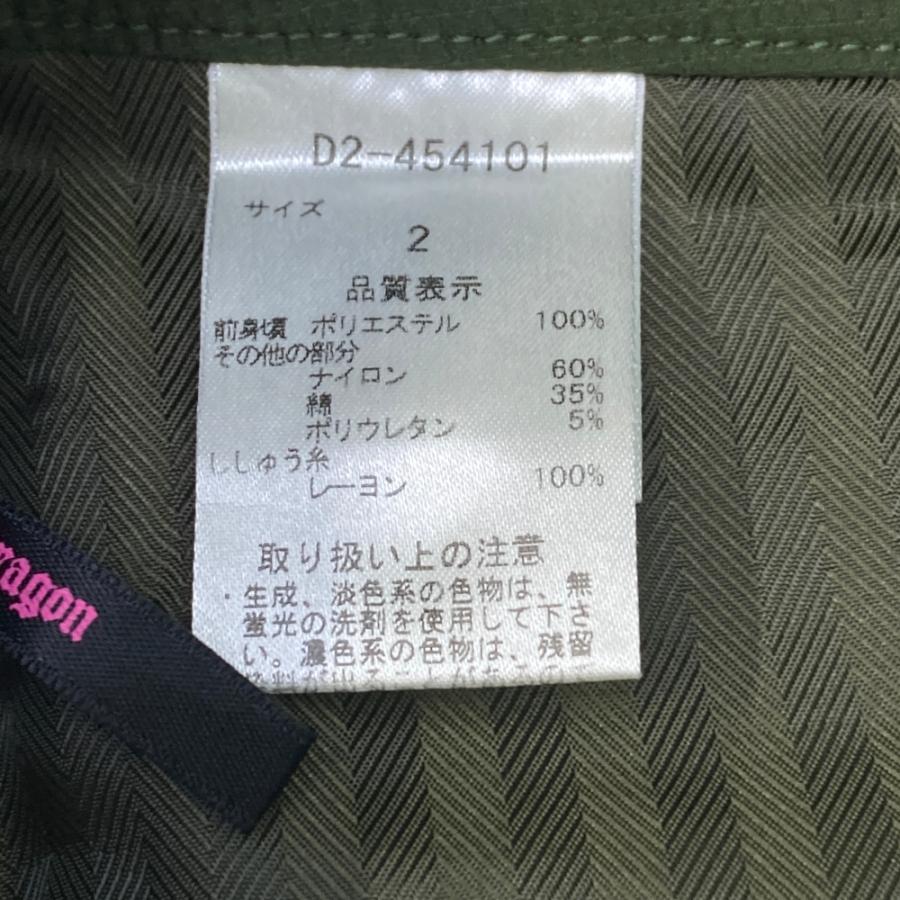 D2-454101
サイズ
2
品質表示
前身頃 ポリエステル 100%
その他の部分
ナイロン 60%
綿 35%
ポリウレタン 5%
ししゅう糸
レーヨン 100%
取り扱い上の注意
・生成、淡色系の色物は、無
蛍光の洗剤を使用して下さ
い。濃色系の色物は、残留
ragon